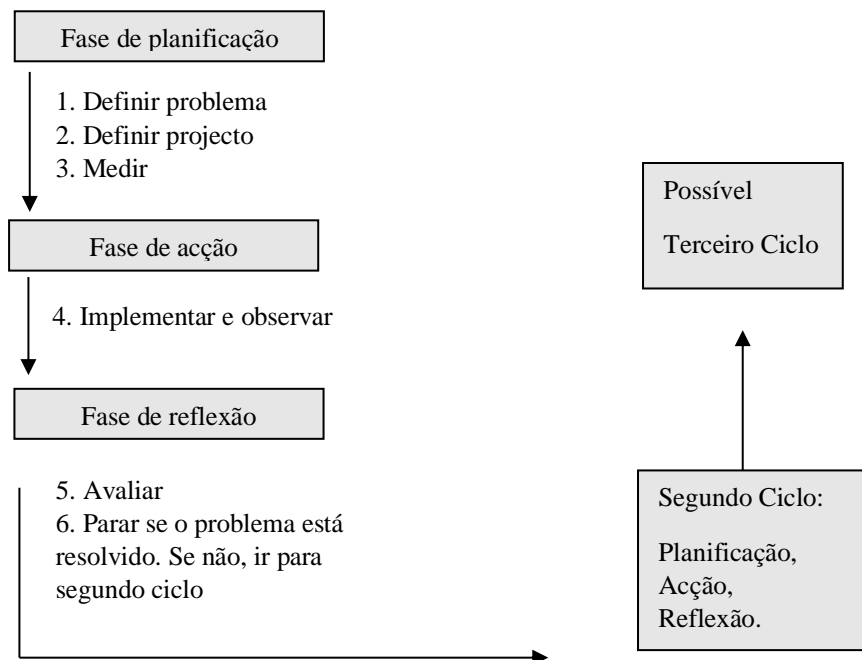 Fase de planificação
1. Definir problema
2. Definir projecto
3. Medir
Fase de acção
4. Implementar e observar
Fase de reflexão
5. Avaliar
6. Parar se o problema está
resolvido. Se não, ir para
segundo ciclo
Segundo Ciclo:
Planificação,
Acção,
Reflexão.
Possível
Terceiro Ciclo